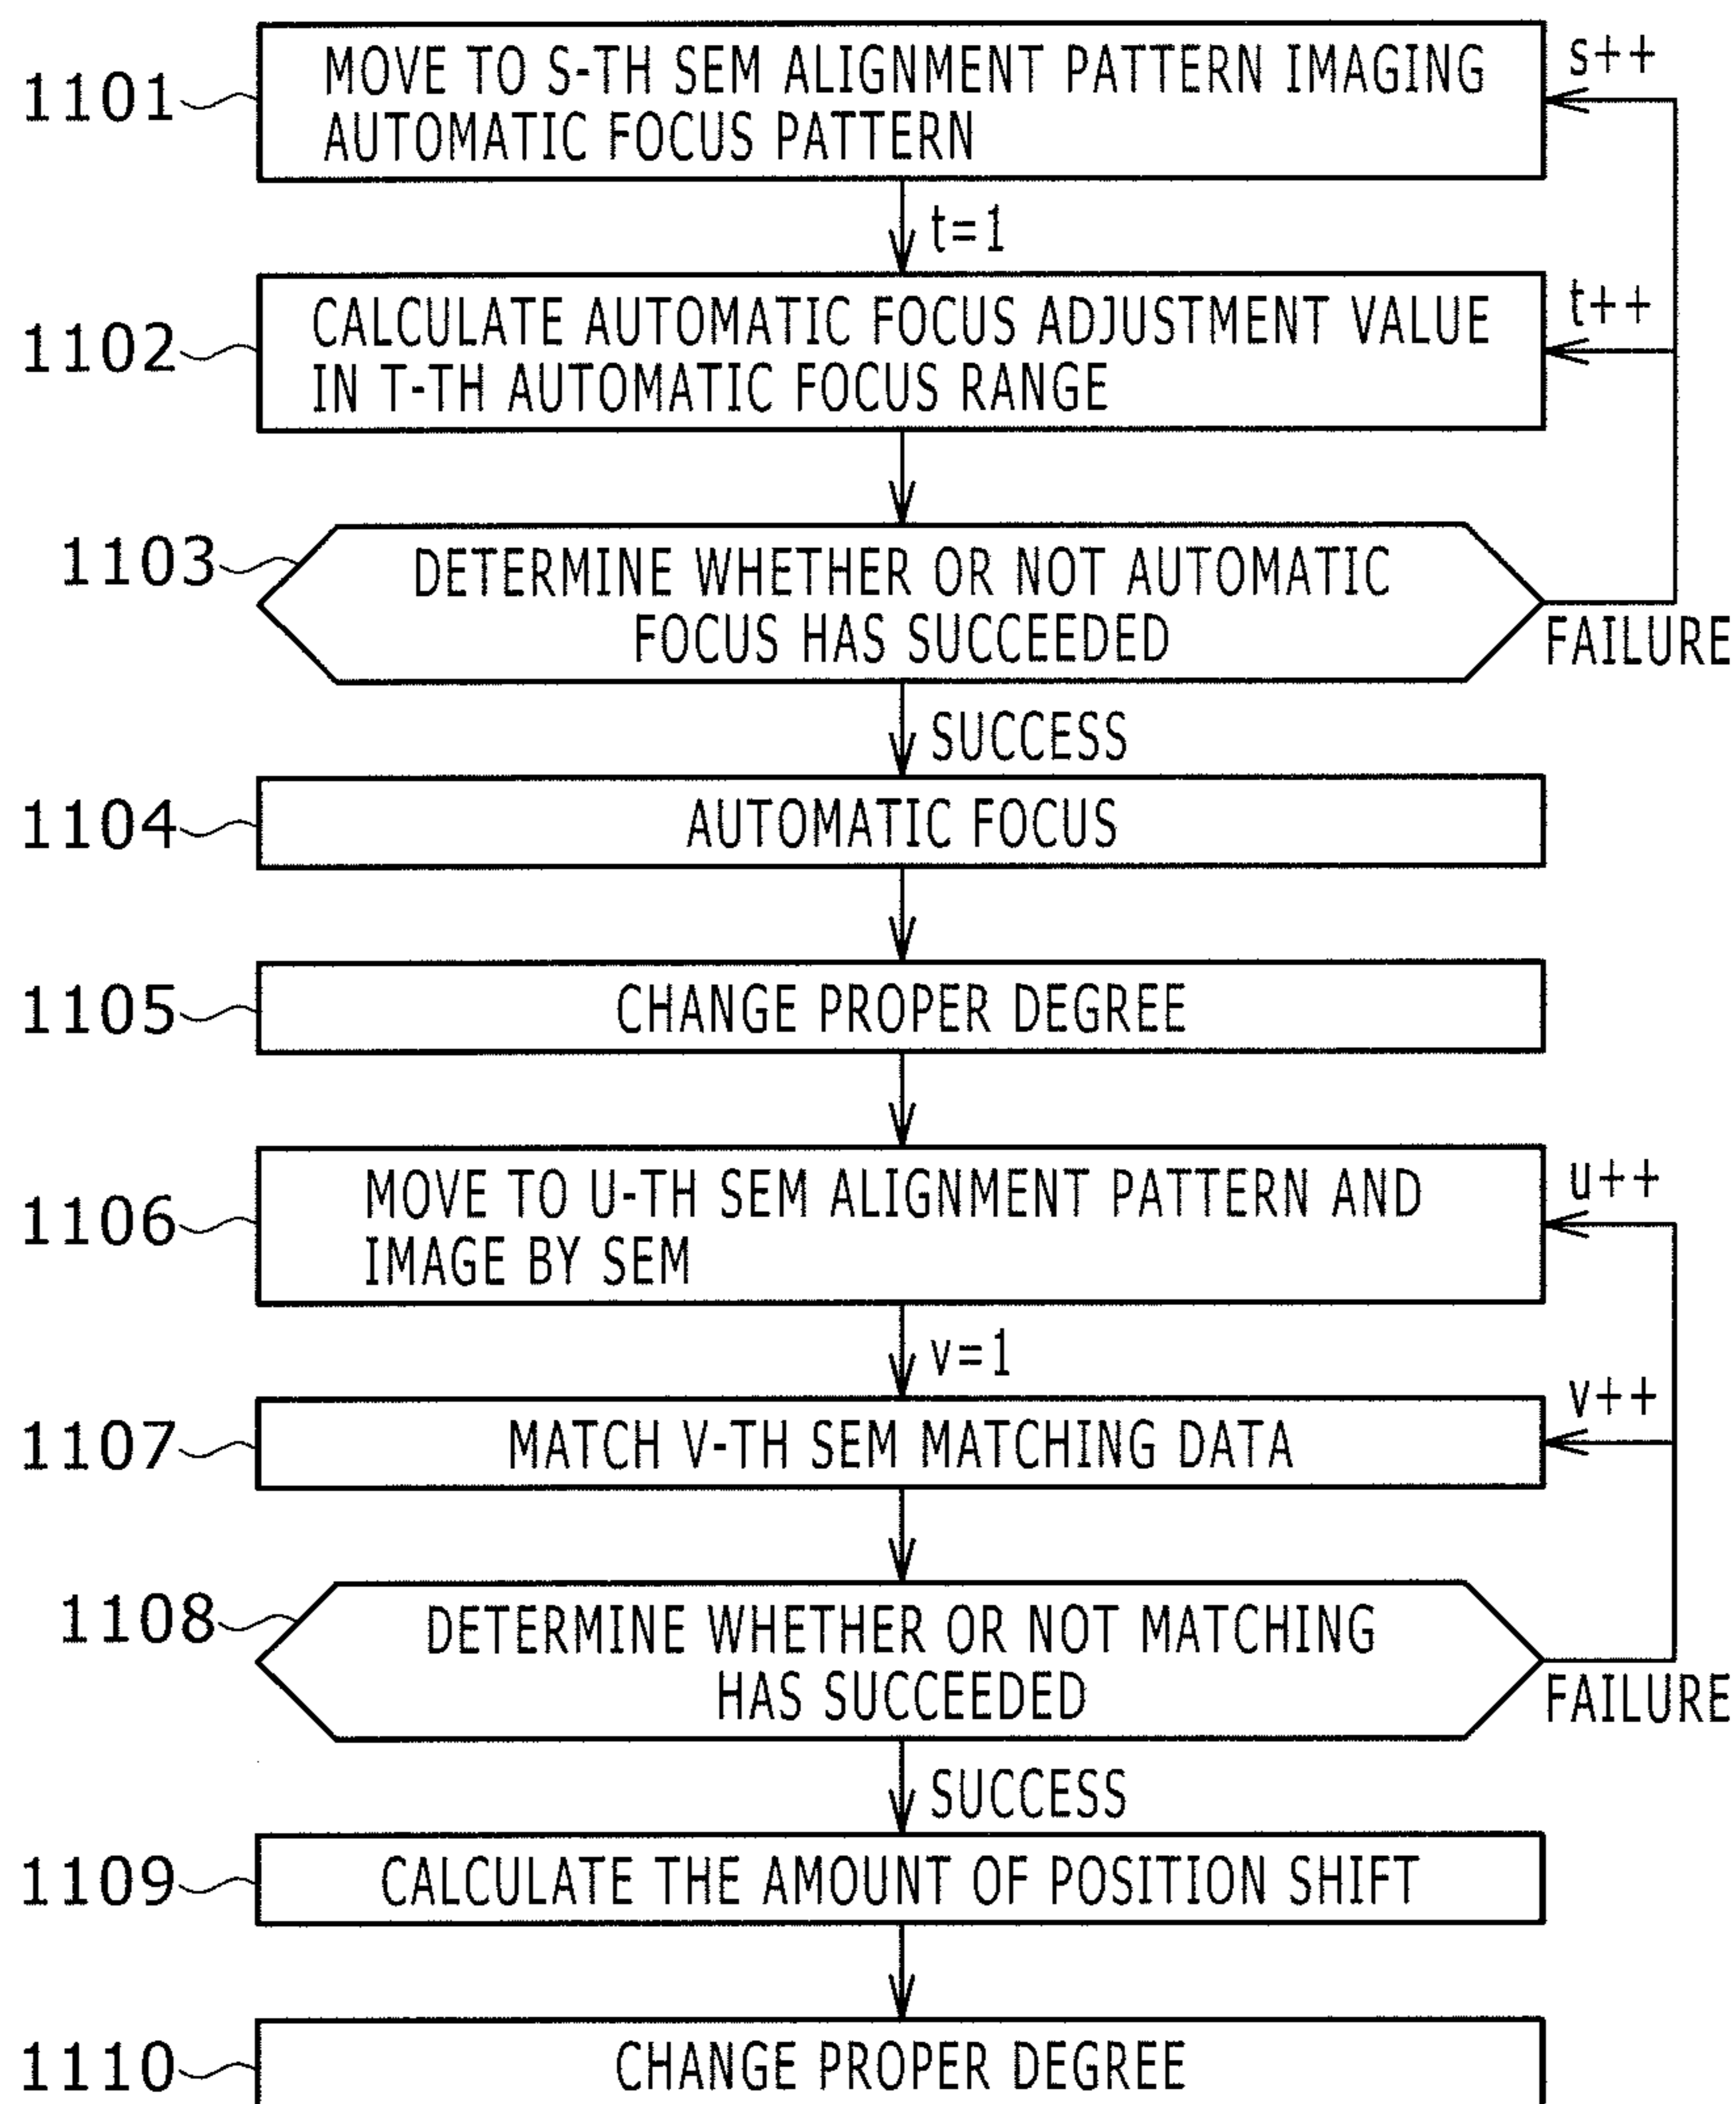 1101
MOVE TO S-TH SEM ALIGNMENT PATTERN IMAGING
AUTOMATIC FOCUS PATTERN
s++
t=1
1102
CALCULATE AUTOMATIC FOCUS ADJUSTMENT VALUE
IN T-TH AUTOMATIC FOCUS RANGE
t++
1103
DETERMINE WHETHER OR NOT AUTOMATIC
FOCUS HAS SUCCEEDED
FAILURE
SUCCESS
1104
AUTOMATIC FOCUS
1105
CHANGE PROPER DEGREE
1106
MOVE TO U-TH SEM ALIGNMENT PATTERN AND
IMAGE BY SEM
u++
v=1
1107
MATCH V-TH SEM MATCHING DATA
v++
1108
DETERMINE WHETHER OR NOT MATCHING
HAS SUCCEEDED
FAILURE
SUCCESS
1109
CALCULATE THE AMOUNT OF POSITION SHIFT
1110
CHANGE PROPER DEGREE